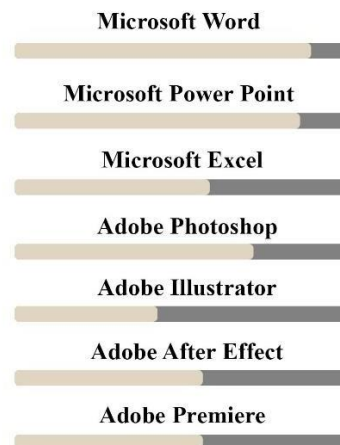 Microsoft Word
Microsoft Power Point
Microsoft Excel
Adobe Photoshop
Adobe Illustrator
Adobe After Effect
Adobe Premiere